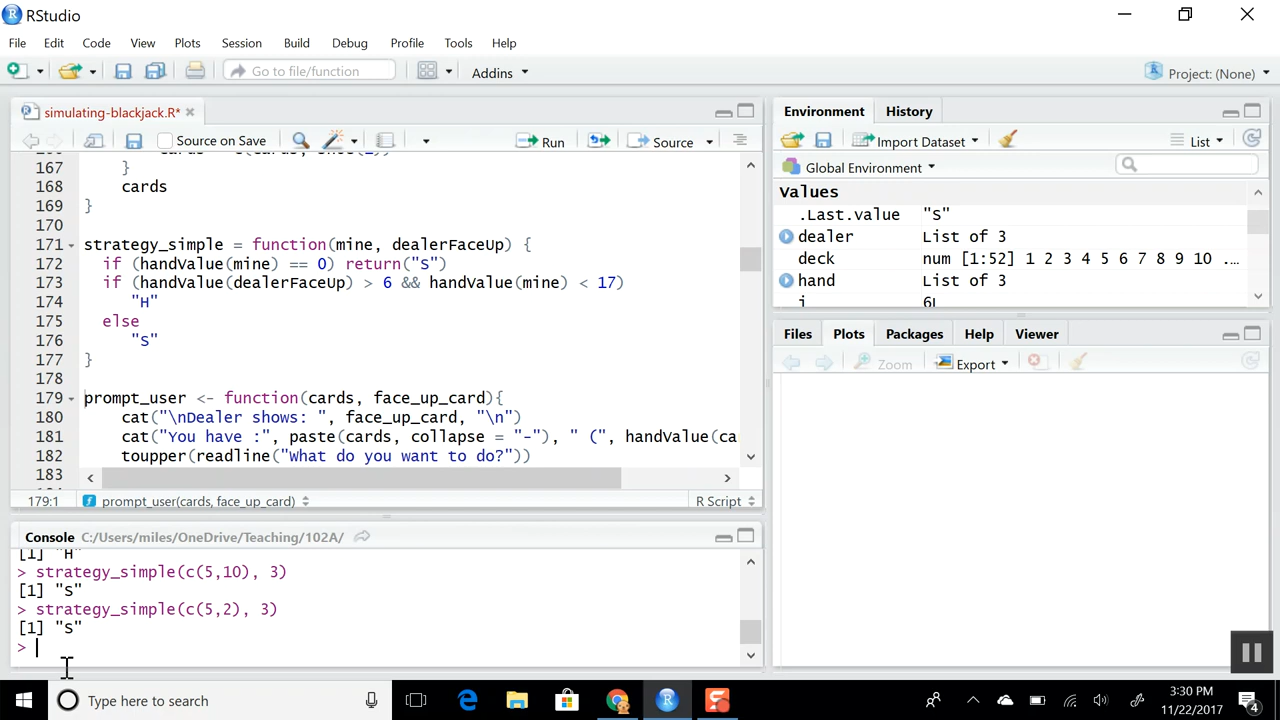 RStudio
File Edit Code View Plots Session Build Debug Profile Tools Help
Go to file/function Addins Project: (None)
simulating-blackjack.R*
Source on Save Run Source
167 }
168 cards
169 }
170
171 strategy_simple = function(mine, dealerFaceUp) {
172 if (handValue(mine) == 0) return("S")
173 if (handValue(dealerFaceUp) > 6 && handValue(mine) < 17)
174 "H"
175 else
176 "S"
177 }
178
179 prompt_user <- function(cards, face_up_card){
180 cat("\nDealer shows: ", face_up_card, "\n")
181 cat("You have :", paste(cards, collapse = "-"), " (", handValue(ca
182 toupper(readline("What do you want to do?"))
183
179:1 prompt_user(cards, face_up_card) R Script
Console C:/Users/miles/OneDrive/Teaching/102A/
[1] "H"
> strategy_simple(c(5,10), 3)
[1] "S"
> strategy_simple(c(5,2), 3)
[1] "S"
>
Environment History
Import Dataset List
Global Environment
Values
.Last.value "S"
dealer List of 3
deck num [1:52] 1 2 3 4 5 6 7 8 9 10 ...
hand List of 3
i 6L
Files Plots Packages Help Viewer
Zoom Export
Type here to search
3:30 PM
11/22/2017
4